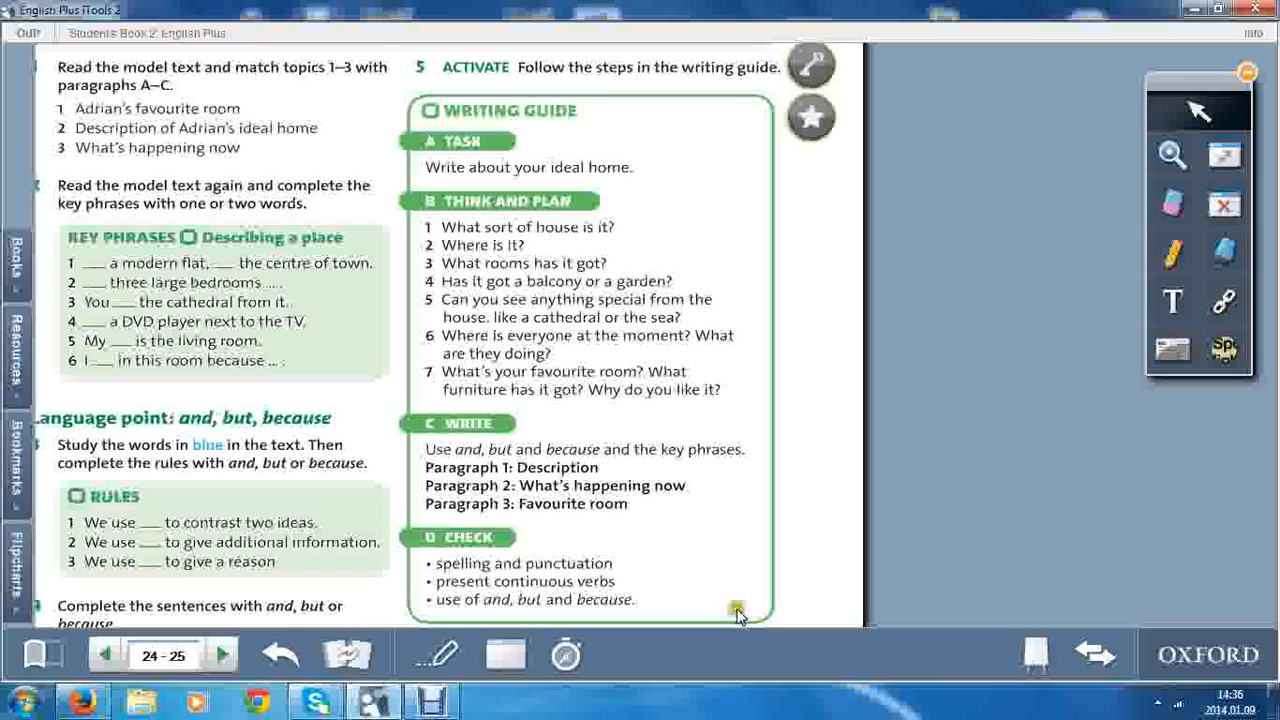 English Plus iTools 2
OUP
Student's Book 2: English Plus
Info
Read the model text and match topics 1–3 with
paragraphs A–C.
1 Adrian's favourite room
2 Description of Adrian's ideal home
3 What's happening now
Read the model text again and complete the
key phrases with one or two words.
KEY PHRASES Describing a place
1 ___ a modern flat, ___ the centre of town.
2 ___ three large bedrooms.....
3 You ___ the cathedral from it.
4 ___ a DVD player next to the TV.
5 My ___ is the living room.
6 I ___ in this room because ... .
Language point: and, but, because
Study the words in blue in the text. Then
complete the rules with and, but or because.
RULES
1 We use ___ to contrast two ideas.
2 We use ___ to give additional information.
3 We use ___ to give a reason
Complete the sentences with and, but or
because.
5 ACTIVATE Follow the steps in the writing guide.
WRITING GUIDE
A TASK
Write about your ideal home.
B THINK AND PLAN
1 What sort of house is it?
2 Where is it?
3 What rooms has it got?
4 Has it got a balcony or a garden?
5 Can you see anything special from the
house. like a cathedral or the sea?
6 Where is everyone at the moment? What
are they doing?
7 What's your favourite room? What
furniture has it got? Why do you like it?
C WRITE
Use and, but and because and the key phrases.
Paragraph 1: Description
Paragraph 2: What's happening now
Paragraph 3: Favourite room
D CHECK
• spelling and punctuation
• present continuous verbs
• use of and, but and because.
Books
Resources
Bookmarks
Flipcharts
T
Sp
24 - 25
OXFORD
14:36
2014.01.09